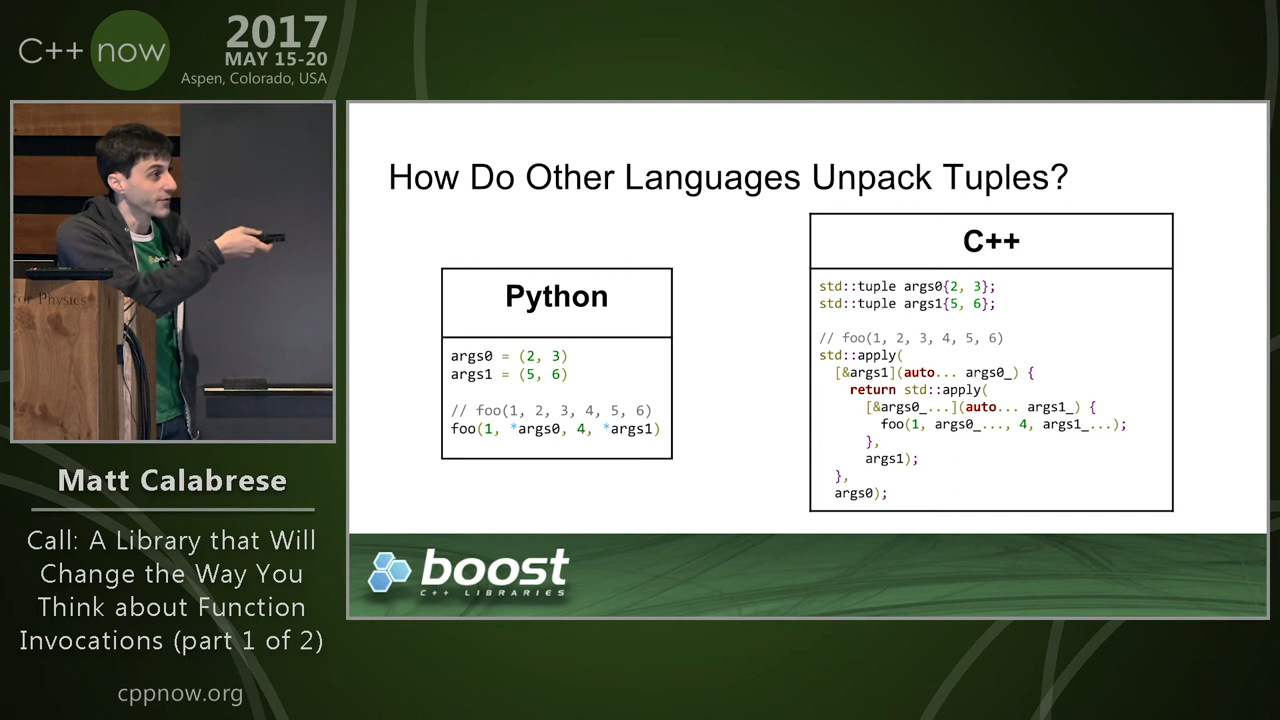 C++ now
2017
MAY 15-20
Aspen, Colorado, USA
for Physics
Matt Calabrese
Call: A Library that Will
Change the Way You
Think about Function
Invocations (part 1 of 2)
cppnow.org
How Do Other Languages Unpack Tuples?
Python
args0 = (2, 3)
args1 = (5, 6)
// foo(1, 2, 3, 4, 5, 6)
foo(1, *args0, 4, *args1)
C++
std::tuple args0{2, 3};
std::tuple args1{5, 6};
// foo(1, 2, 3, 4, 5, 6)
std::apply(
[&args1](auto... args0_) {
return std::apply(
[&args0_...](auto... args1_) {
foo(1, args0_..., 4, args1_...);
},
args1);
},
args0);
boost
C++ LIBRARIES